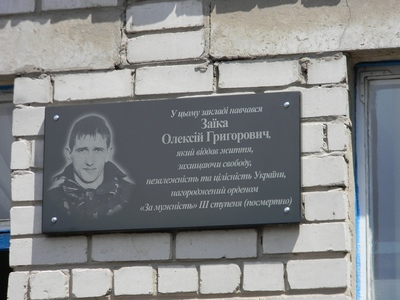 У цьому закладі навчався
Заїка
Олексій Григорович,
який віддав життя,
захищаючи свободу,
незалежність та цілісність України,
нагороджений орденом
«За мужність» III ступеня (посмертно)